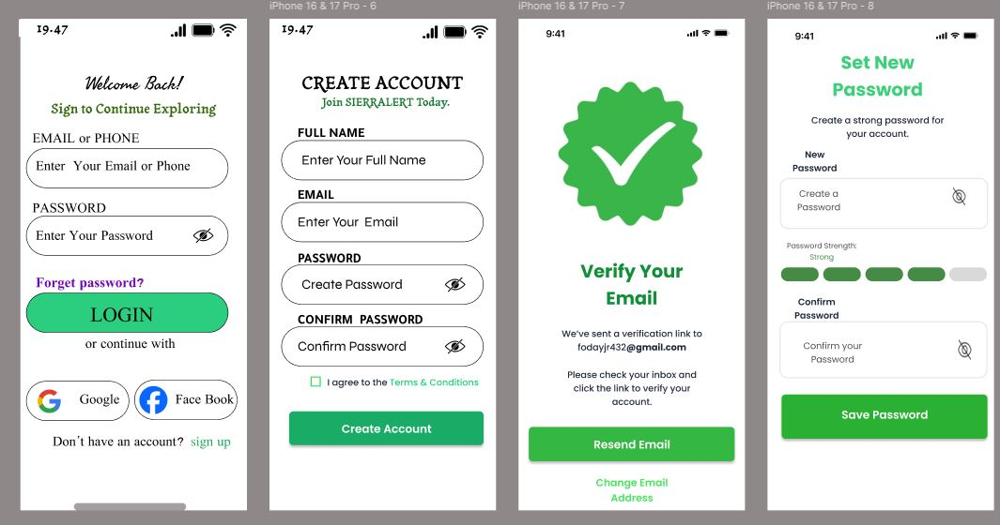 iPhone 16 & 17 Pro - 6
iPhone 16 & 17 Pro - 7
iPhone 16 & 17 Pro - 8
19:47
Welcome Back!
Sign to Continue Exploring
EMAIL or PHONE
Enter Your Email or Phone
PASSWORD
Enter Your Password
Forget password?
LOGIN
or continue with
Google
Face Book
Don´t have an account? sign up
19:47
CREATE ACCOUNT
Join SIERRALERT Today.
FULL NAME
Enter Your Full Name
EMAIL
Enter Your Email
PASSWORD
Create Password
CONFIRM PASSWORD
Confirm Password
I agree to the Terms & Conditions
Create Account
9:41
Verify Your
Email
We've sent a verification link to
fodayjr432@gmail.com
Please check your inbox and
click the link to verify your
account.
Resend Email
Change Email
Address
9:41
Set New
Password
Create a strong password for
your account.
New
Password
Create a
Password
Password Strength:
Strong
Confirm
Password
Confirm your
Password
Save Password